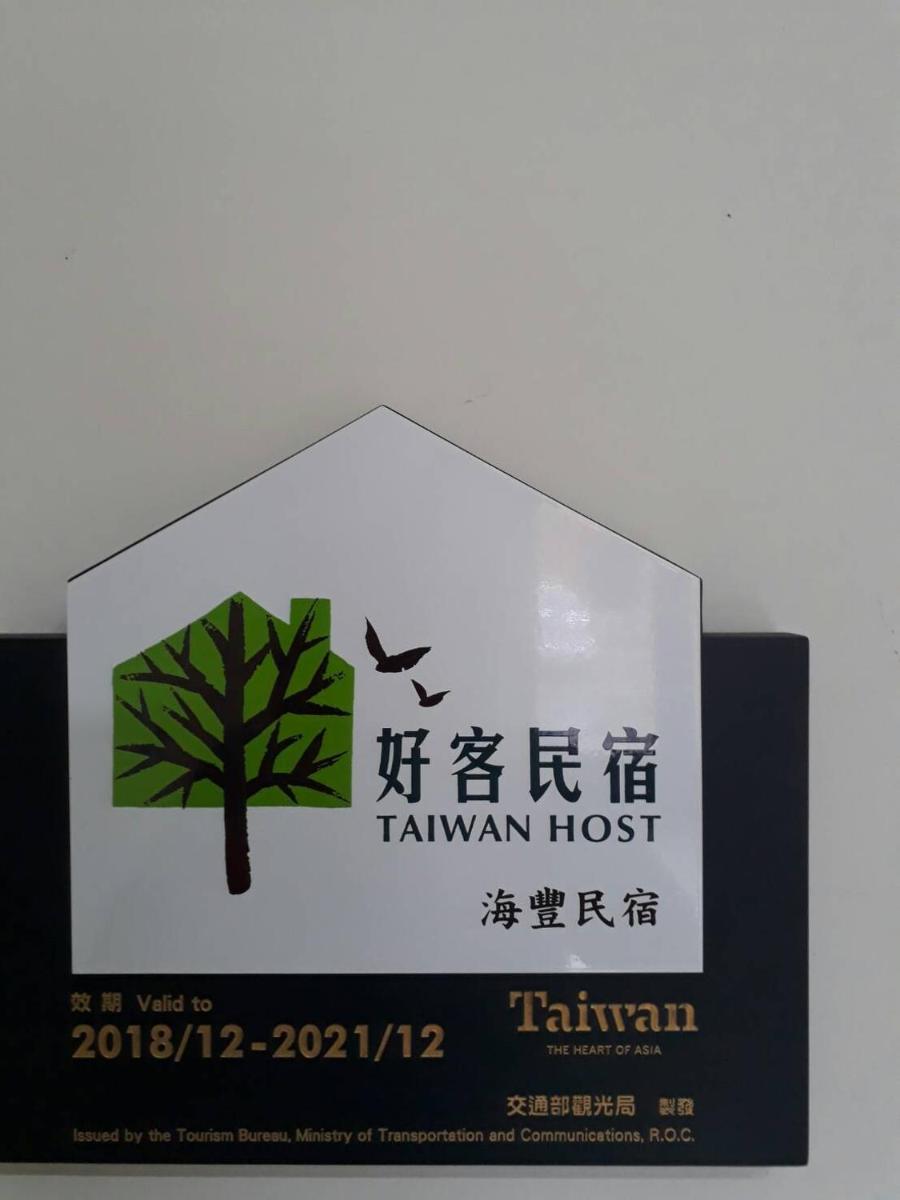 好客民宿
TAIWAN HOST
海豐民宿
效期 Valid to
2018/12-2021/12
Taiwan
THE HEART OF ASIA
交通部觀光局 製發
Issued by the Tourism Bureau, Ministry of Transportation and Communications, R.O.C.